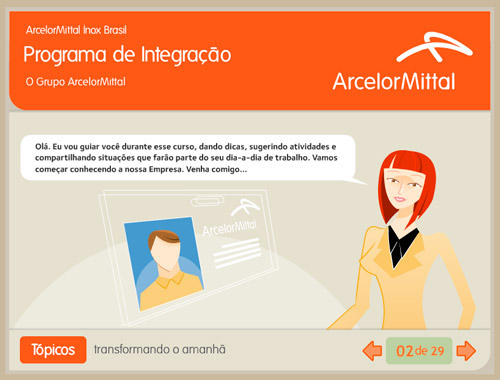 ArcelorMittal Inox Brasil
Programa de Integração
O Grupo ArcelorMittal
ArcelorMittal
Olá. Eu vou guiar você durante esse curso, dando dicas, sugerindo atividades e
compartilhando situações que farão parte do seu dia-a-dia de trabalho. Vamos
começar conhecendo a nossa Empresa. Venha comigo...
ArcelorMittal
Tópicos
transformando o amanhã
02 de 29